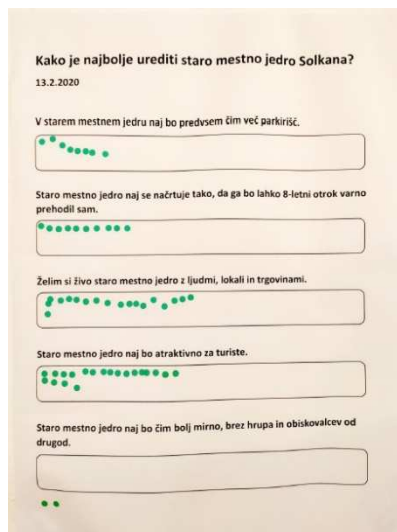 Kako je najbolje urediti staro mestno jedro Solkana?
13.2.2020
V starem mestnem jedru naj bo predvsem čim več parkirišč.
Staro mestno jedro naj se načrtuje tako, da ga bo lahko 8-letni otrok varno
prehodil sam.
Želim si živo staro mestno jedro z ljudmi, lokali in trgovinami.
Staro mestno jedro naj bo atraktivno za turiste.
Staro mestno jedro naj bo čim bolj mirno, brez hrupa in obiskovalcev od
drugod.